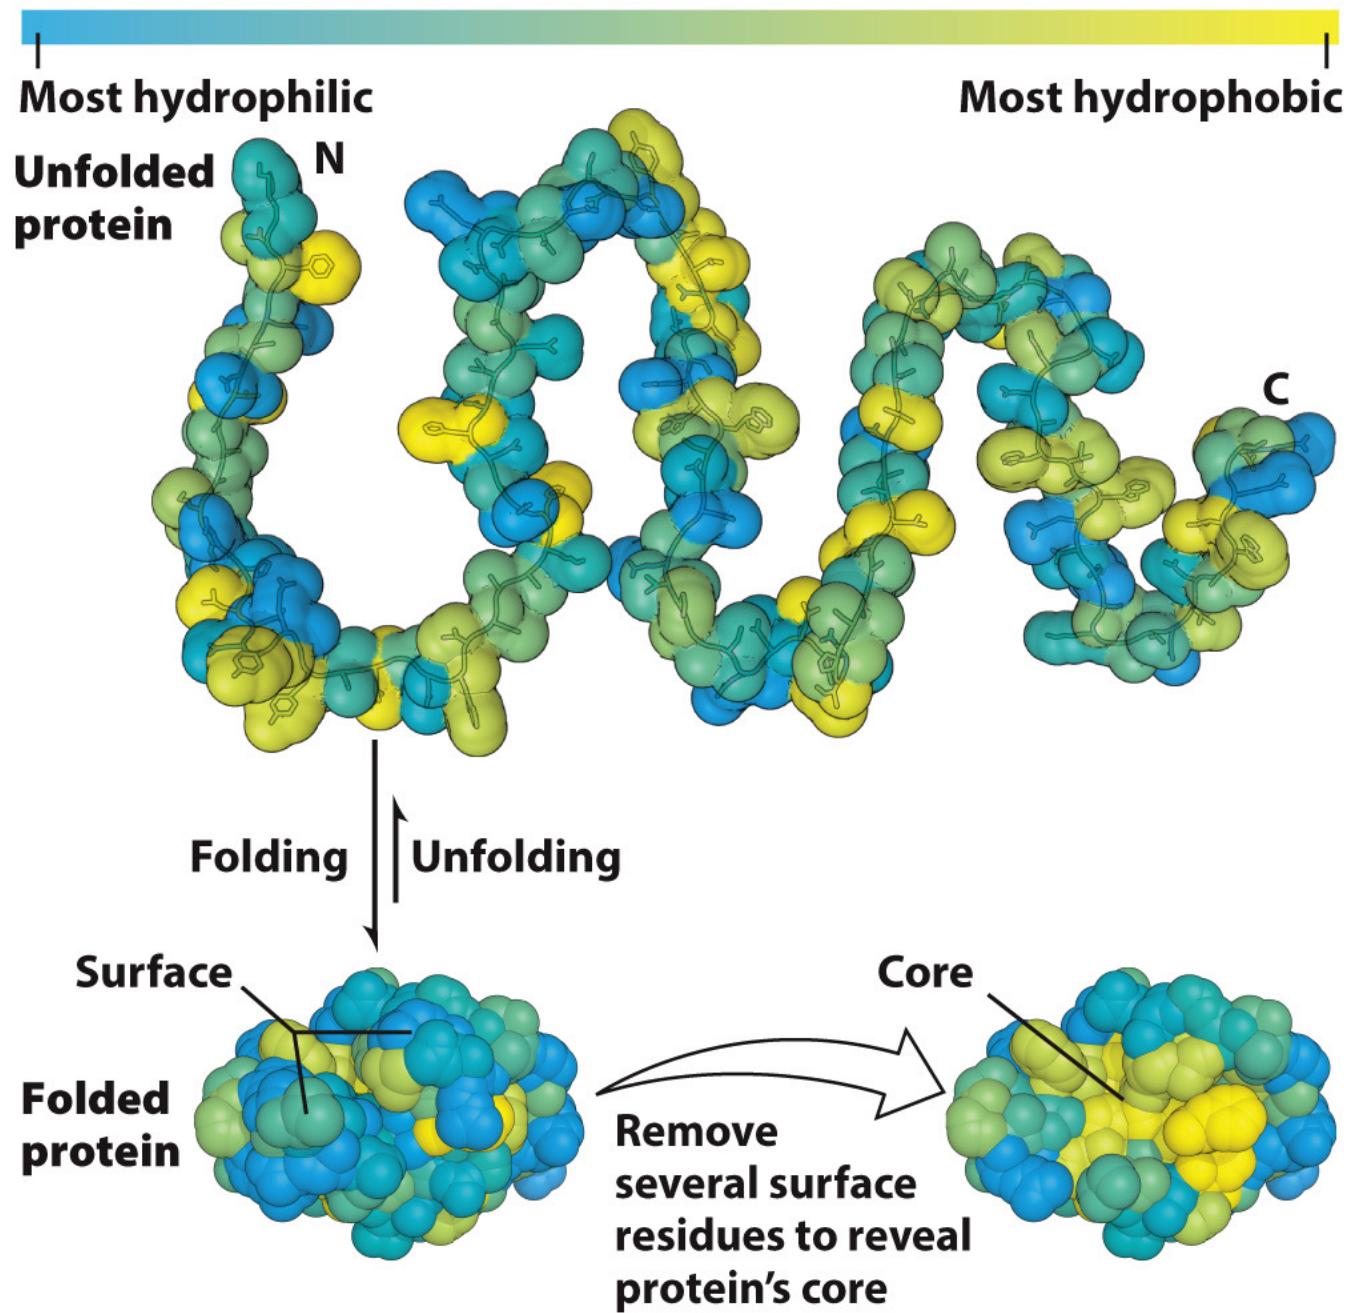 Most hydrophilic
Most hydrophobic
Unfolded
protein
N
C
Folding
Unfolding
Surface
Core
Folded
protein
Remove
several surface
residues to reveal
protein's core